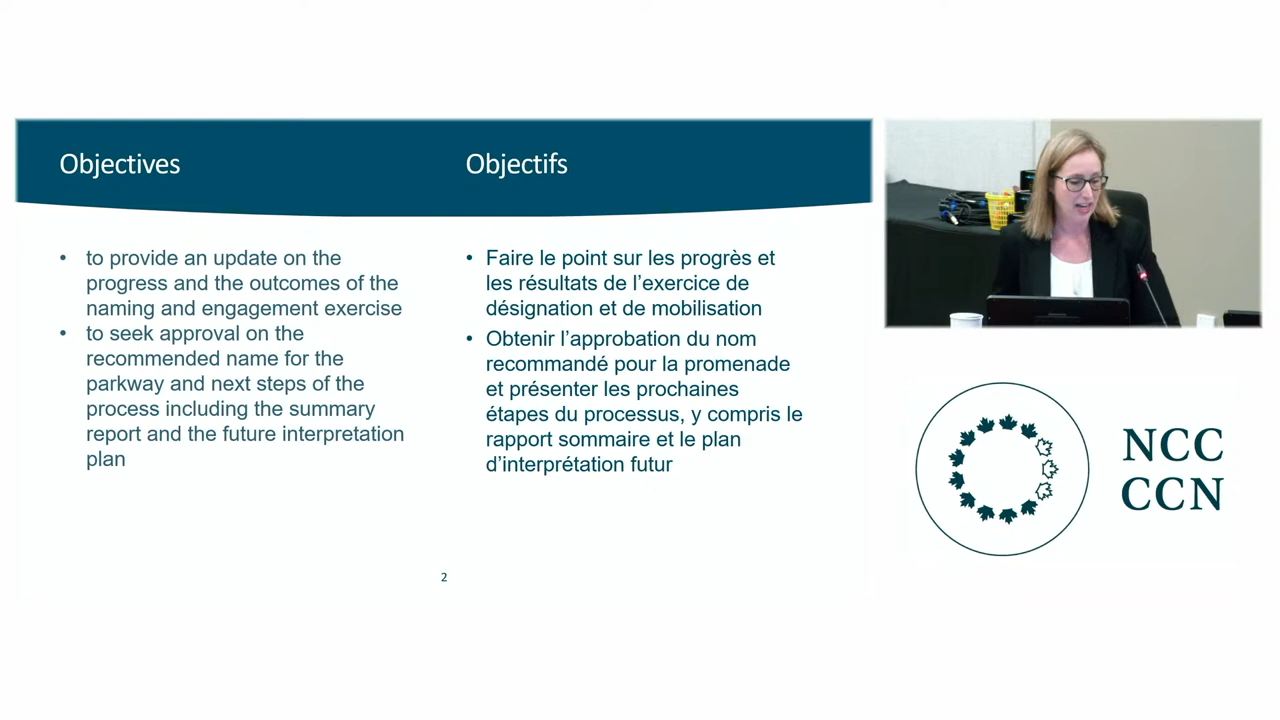 Objectives
• to provide an update on the
progress and the outcomes of the
naming and engagement exercise
• to seek approval on the
recommended name for the
parkway and next steps of the
process including the summary
report and the future interpretation
plan
Objectifs
• Faire le point sur les progrès et
les résultats de l’exercice de
désignation et de mobilisation
• Obtenir l’approbation du nom
recommandé pour la promenade
et présenter les prochaines
étapes du processus, y compris le
rapport sommaire et le plan
d’interprétation futur
2
NCC
CCN